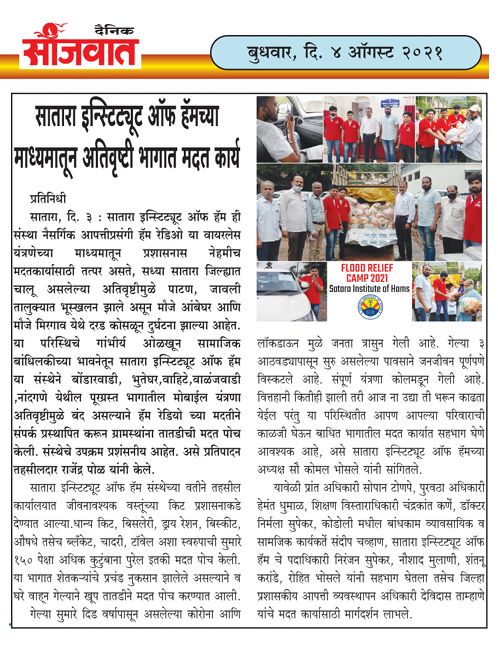 दैनिक
सांजवात
बुधवार, दि. ४ ऑगस्ट २०२१
सातारा इन्स्टिट्यूट ऑफ हॅमच्या
माध्यमातून अतिवृष्टी भागात मदत कार्य
प्रतिनिधी
सातारा, दि. ३ : सातारा इन्स्टिट्यूट ऑफ हॅम ही
संस्था नैसर्गिक आपत्तीप्रसंगी हॅम रेडिओ या वायरलेस
यंत्रणेच्या माध्यमातून प्रशासनास नेहमीच
मदतकार्यासाठी तत्पर असते, सध्या सातारा जिल्ह्यात
चालू असलेल्या अतिवृष्टीमुळे पाटण, जावली
तालुक्यात भूस्खलन झाले असून मौजे आंबेघर आणि
मौजे मिरगाव येथे दरड कोसळून दुर्घटना झाल्या आहेत.
या परिस्थिचे गांभीर्य ओळखून सामाजिक
बांधिलकीच्या भावनेतून सातारा इन्स्टिट्यूट ऑफ हॅम
या संस्थेने बोंडारवाडी, भुतेघर,वाहिटे,वाळंजवाडी
,नांदगणे येथील पूरग्रस्त भागातील मोबाईल यंत्रणा
अतिवृष्टीमुळे बंद असल्याने हॅम रेडियो च्या मदतीने
संपर्क प्रस्थापित करून ग्रामस्थांना तातडीची मदत पोच
केली. संस्थेचे उपक्रम प्रशंसनीय आहेत. असे प्रतिपादन
तहसीलदार राजेंद्र पोळ यांनी केले.
सातारा इन्स्टिट्यूट ऑफ हॅम संस्थेच्या वतीने तहसील
कार्यालयात जीवनावश्यक वस्तूंच्या किट प्रशासनाकडे
देण्यात आल्या.धान्य किट, बिसलेरी, ड्राय रेशन, बिस्कीट,
औषधे तसेच ब्लॅंकेट, चादरी, टॉवेल अशा स्वरुपाची सुमारे
१५० पेक्षा अधिक कुटुंबाना पुरेल इतकी मदत पोच केली.
या भागात शेतकऱ्यांचे प्रचंड नुकसान झालेले असल्याने व
घरे वाहून गेल्याने खूप तातडीने मदत पोच करण्यात आली.
गेल्या सुमारे दिड वर्षापासून असलेल्या कोरोना आणि
FLOOD RELIEF
CAMP 2021
Satara Institute of Hams
लॉकडाऊन मुळे जनता त्रासुन गेली आहे. गेल्या ३
आठवड्यापासून सुरु असलेल्या पावसाने जनजीवन पूर्णपणे
विस्कटले आहे. संपूर्ण यंत्रणा कोलमडून गेली आहे.
वित्तहानी कितीही झाली तरी आज ना उद्या ती भरून काढता
येईल परंतु या परिस्थितीत आपण आपल्या परिवाराची
काळजी घेऊन बाधित भागातील मदत कार्यात सहभाग घेणे
आवश्यक आहे, असे सातारा इन्स्टिट्यूट ऑफ हॅमच्या
अध्यक्ष सौ कोमल भोसले यांनी सांगितले.
यावेळी प्रांत अधिकारी सोपान टोणपे, पुरवठा अधिकारी
हेमंत धुमाळ, शिक्षण विस्ताराधिकारी चंद्रकांत कर्णे, डॉक्टर
निर्मला सुपेकर, कोडोली मधील बांधकाम व्यावसायिक व
सामजिक कार्यकर्ते संदीप चव्हाण, सातारा इन्स्टिट्यूट ऑफ
हॅम चे पदाधिकारी निरंजन सुपेकर, नौशाद मुलाणी, शंतनू
करांडे, रोहित भोसले यांनी सहभाग घेतला तसेच जिल्हा
प्रशासकीय आपत्ती व्यवस्थापन अधिकारी देविदास ताम्हाणे
यांचे मदत कार्यासाठी मार्गदर्शन लाभले.